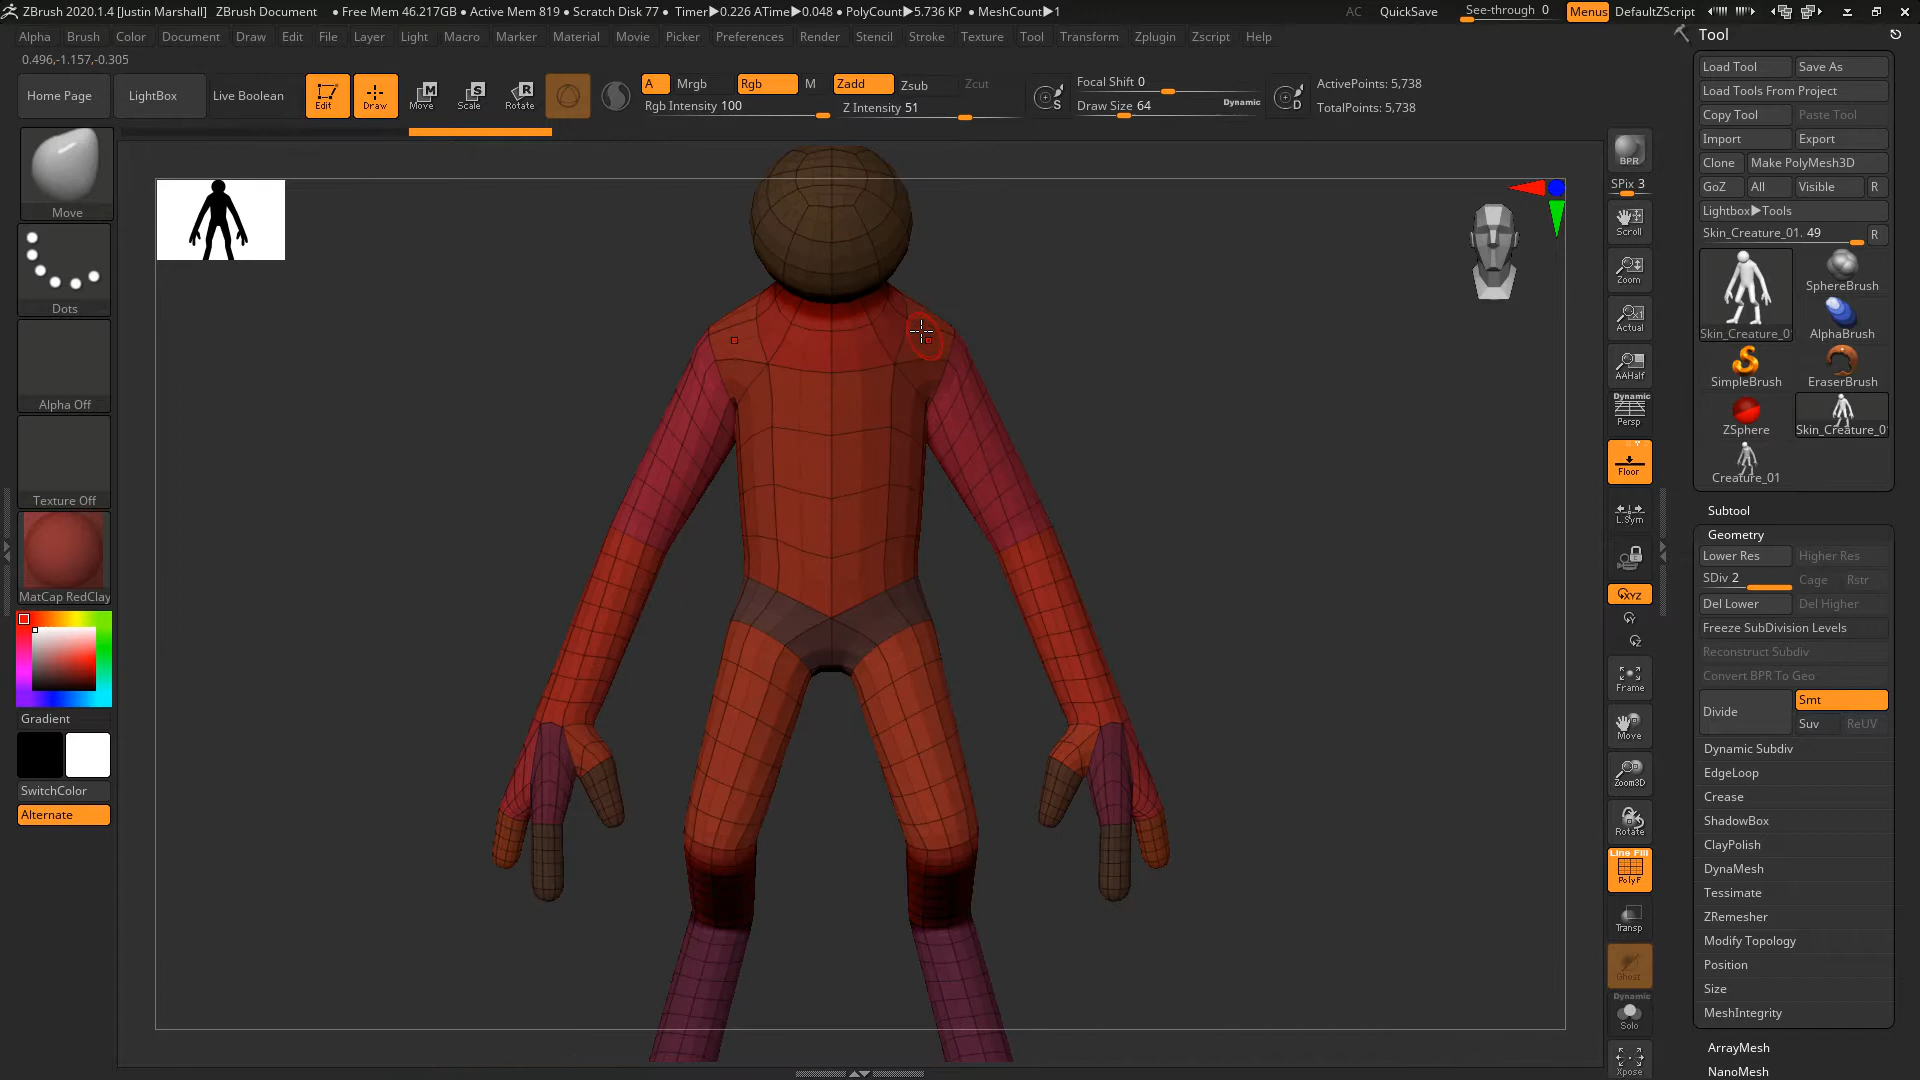 ZBrush 2020.1.4 [Justin Marshall] ZBrush Document • Free Mem 46.217GB • Active Mem 819 • Scratch Disk 77 • Timer▶0.226 ATime▶0.048 • PolyCount▶5.736 KP • MeshCount▶1 AC QuickSave See-through 0 Menus DefaultZScript
Alpha Brush Color Document Draw Edit File Layer Light Macro Marker Material Movie Picker Preferences Render Stencil Stroke Texture Tool Transform Zplugin Zscript Help
0.496,-1.157,-0.305
Home Page LightBox Live Boolean Edit Draw Move Scale Rotate
A Mrgb Rgb M Zadd Zsub Zcut
Rgb Intensity 100 Z Intensity 51
S Focal Shift 0
Draw Size 64 Dynamic D
ActivePoints: 5,738
TotalPoints: 5,738
Move
Dots
Alpha Off
Texture Off
MatCap RedClay
Gradient
SwitchColor
Alternate
BPR
SPix 3
Scroll
Zoom
Actual
AAHalf
Dynamic
Persp
Floor
L.Sym
XYZ
Y
Z
Frame
Move
Zoom3D
Rotate
Line Fill
PolyF
Transp
Ghost
Dynamic
Solo
Xpose
Tool
Load Tool Save As
Load Tools From Project
Copy Tool Paste Tool
Import Export
Clone Make PolyMesh3D
GoZ All Visible R
Lightbox▶Tools
Skin_Creature_01. 49 R
Skin_Creature_0 SphereBrush
AlphaBrush
SimpleBrush EraserBrush
ZSphere Skin_Creature_0
Creature_01
Subtool
Geometry
Lower Res Higher Res
SDiv 2 Cage Rstr
Del Lower Del Higher
Freeze SubDivision Levels
Reconstruct Subdiv
Convert BPR To Geo
Divide Smt
Suv ReUV
Dynamic Subdiv
EdgeLoop
Crease
ShadowBox
ClayPolish
DynaMesh
Tessimate
ZRemesher
Modify Topology
Position
Size
MeshIntegrity
ArrayMesh
NanoMesh